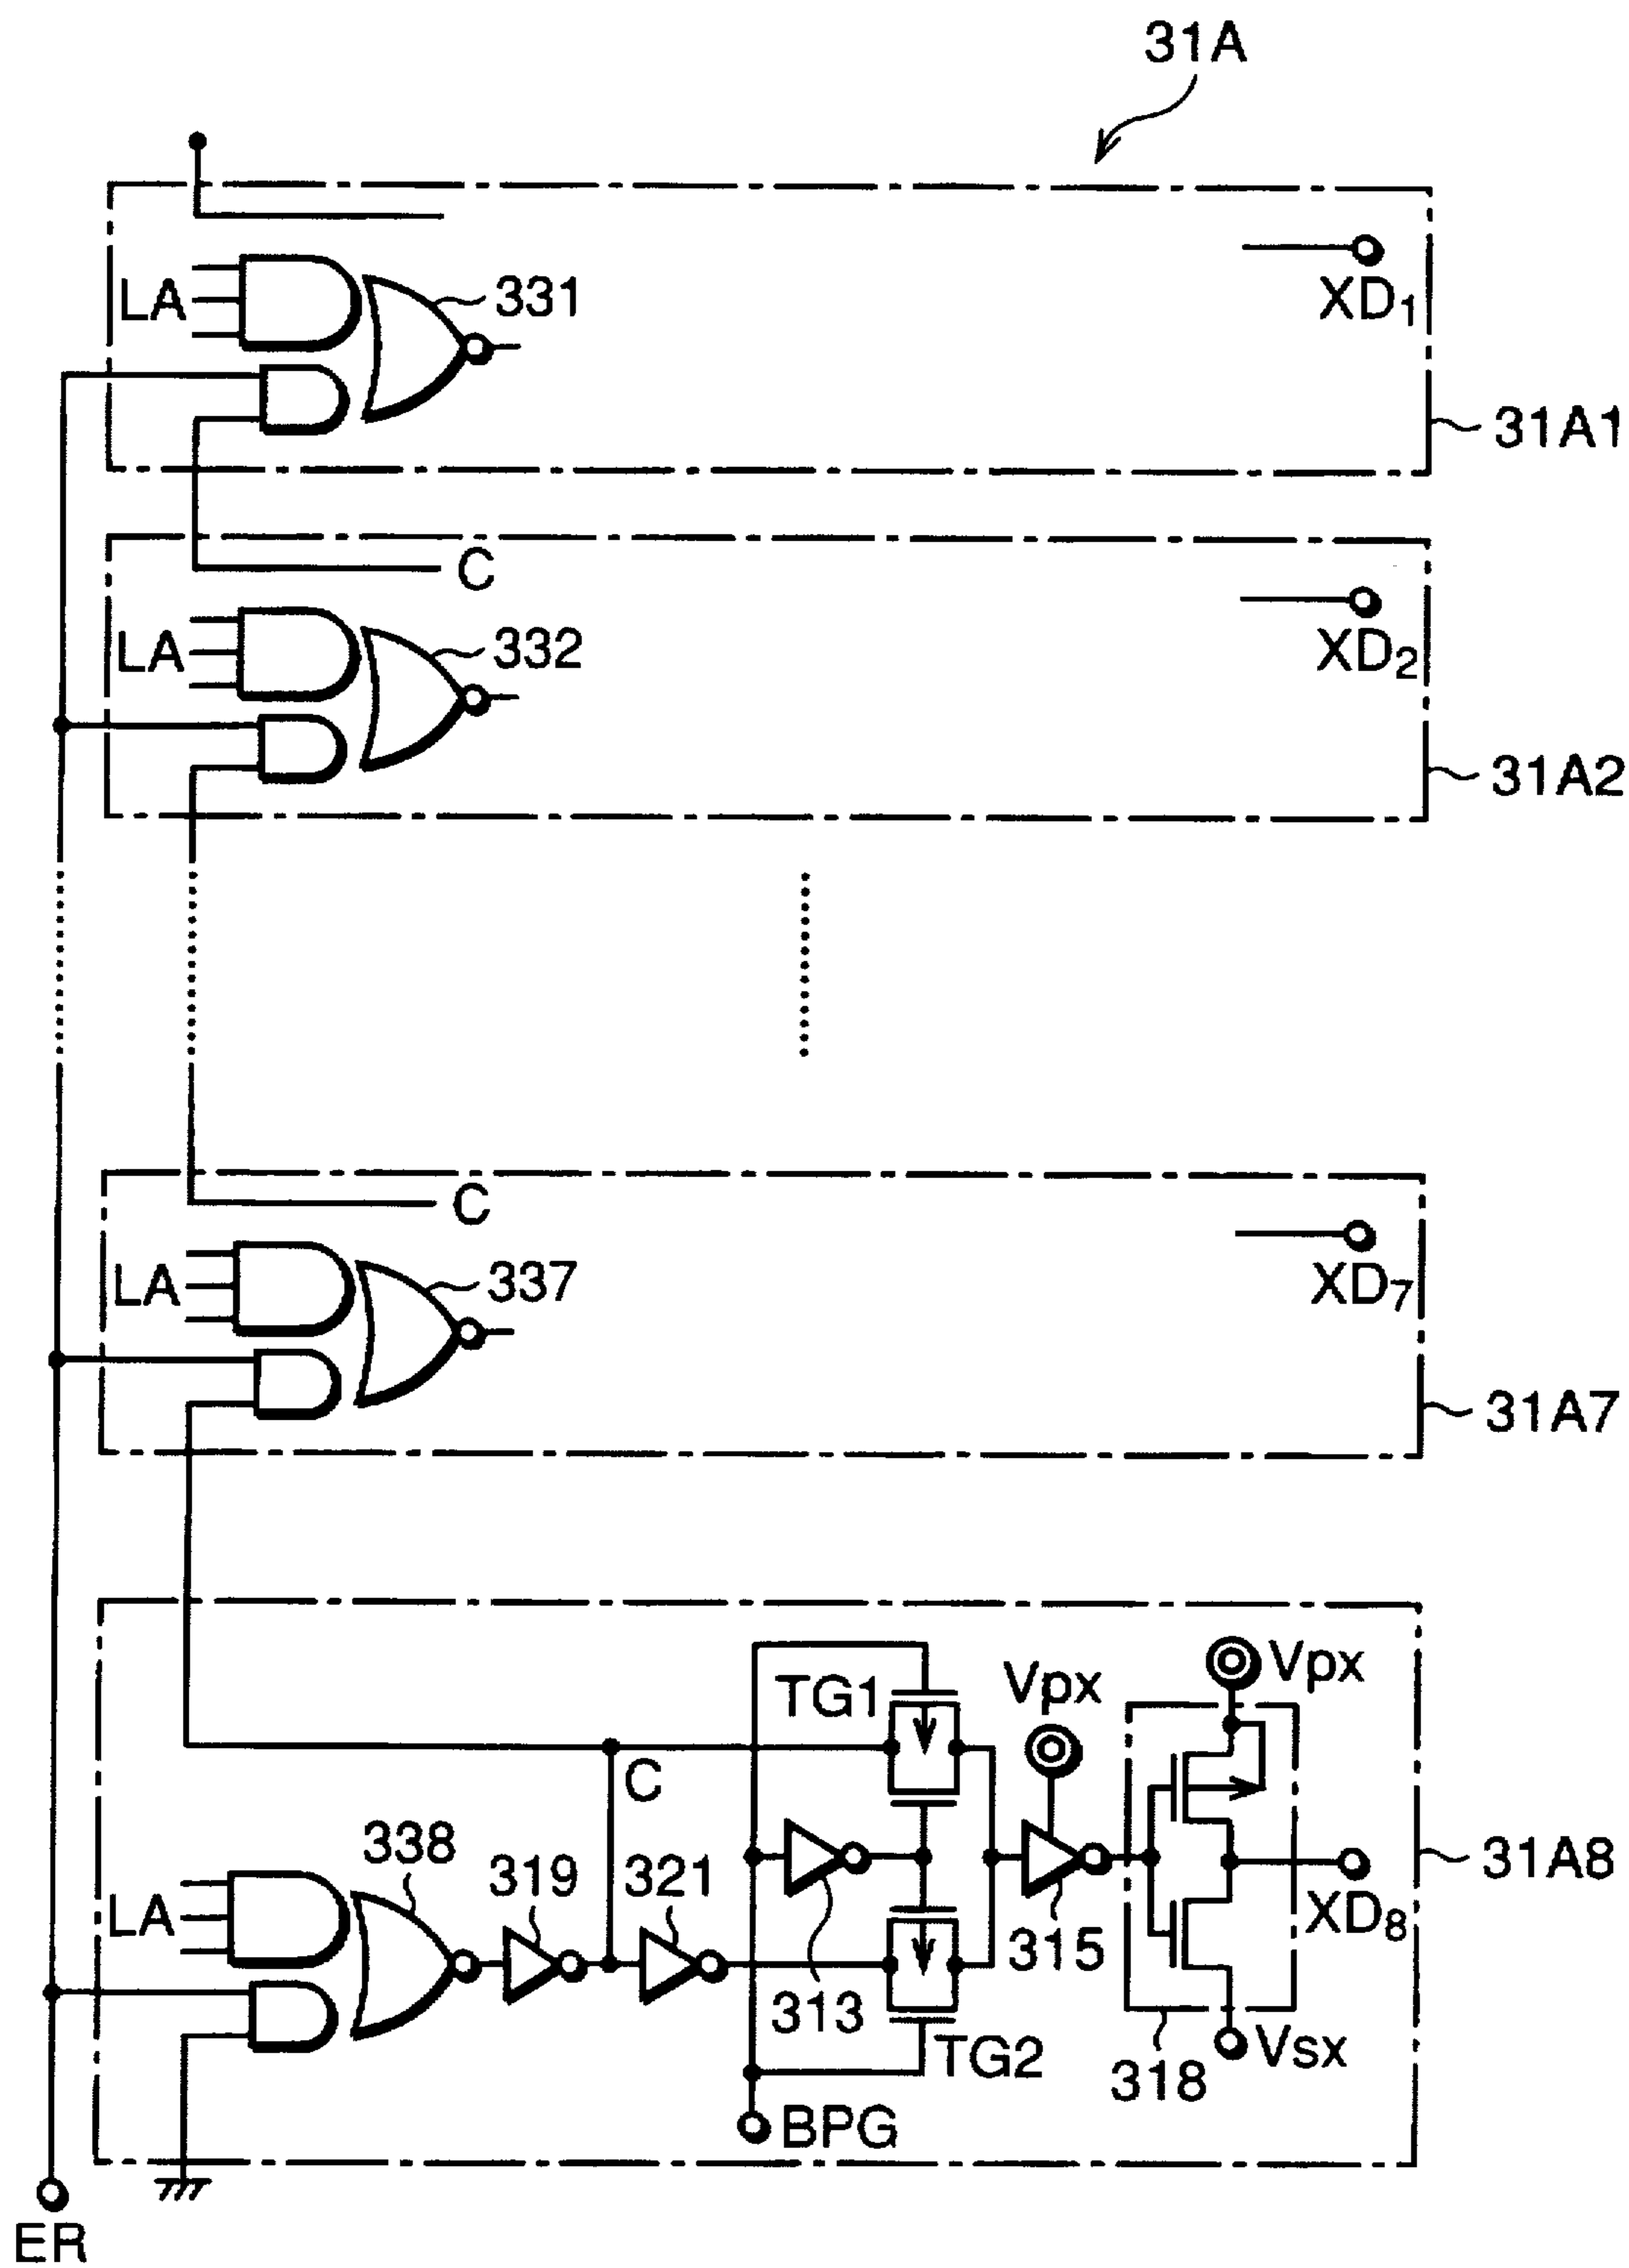 31A
LA
331
XD1
31A1
C
LA
332
XD2
31A2
C
LA
337
XD7
31A7
TG1
Vpx
Vpx
C
338
319
321
31A8
LA
XD8
315
313
TG2
318
Vsx
BPG
ER